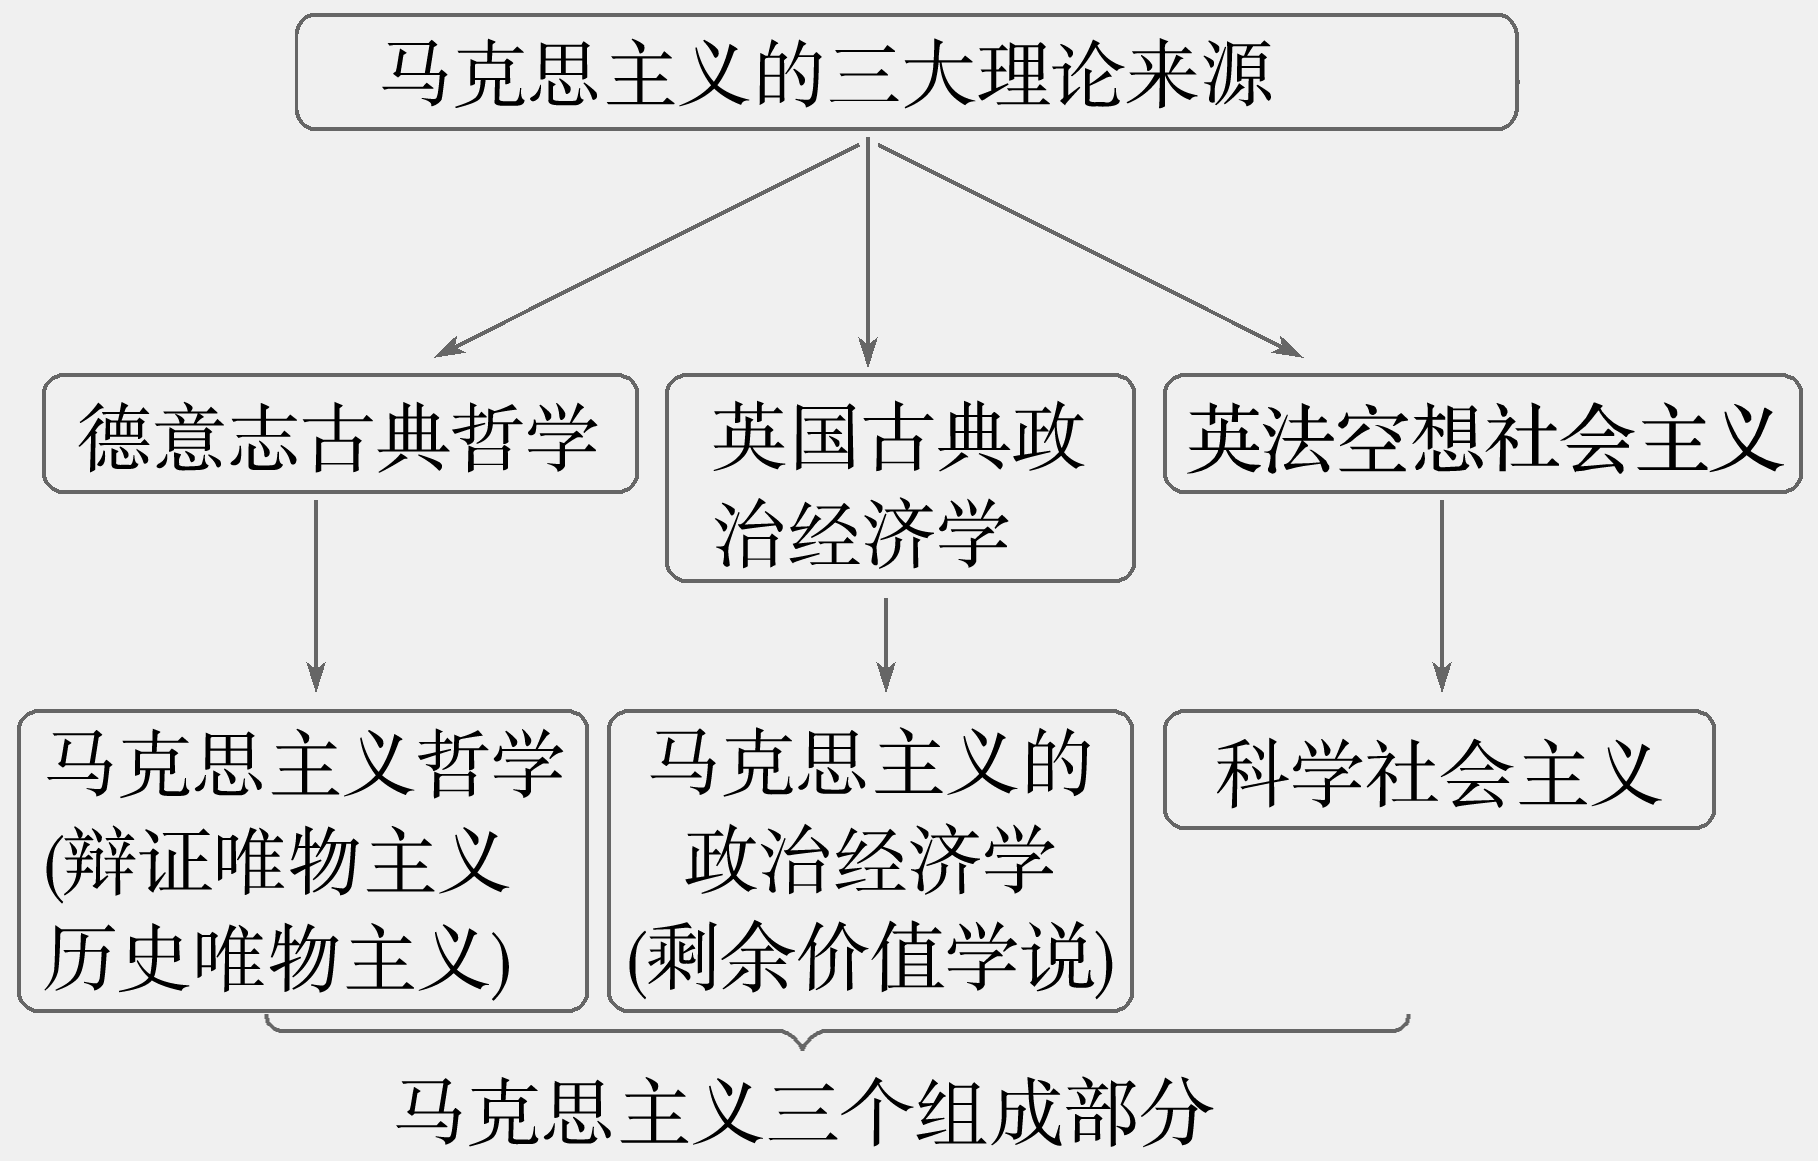 马克思主义的三大理论来源
德意志古典哲学
英国古典政
治经济学
英法空想社会主义
马克思主义哲学
(辩证唯物主义
历史唯物主义)
马克思主义的
政治经济学
(剩余价值学说)
科学社会主义
马克思主义三个组成部分